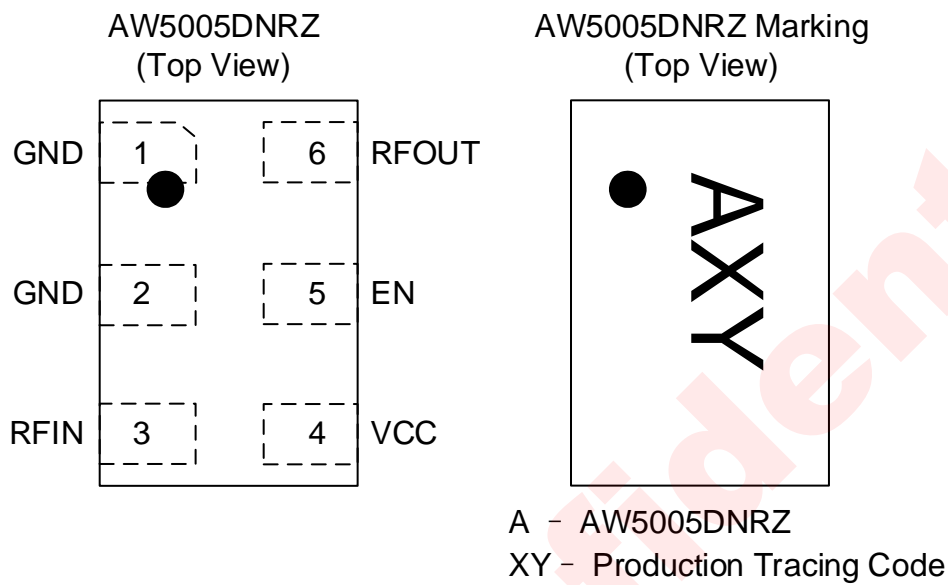 AW5005DNRZ
(Top View)
GND 1 6 RFOUT
GND 2 5 EN
RFIN 3 4 VCC
AW5005DNRZ Marking
(Top View)
AXY
A – AW5005DNRZ
XY – Production Tracing Code